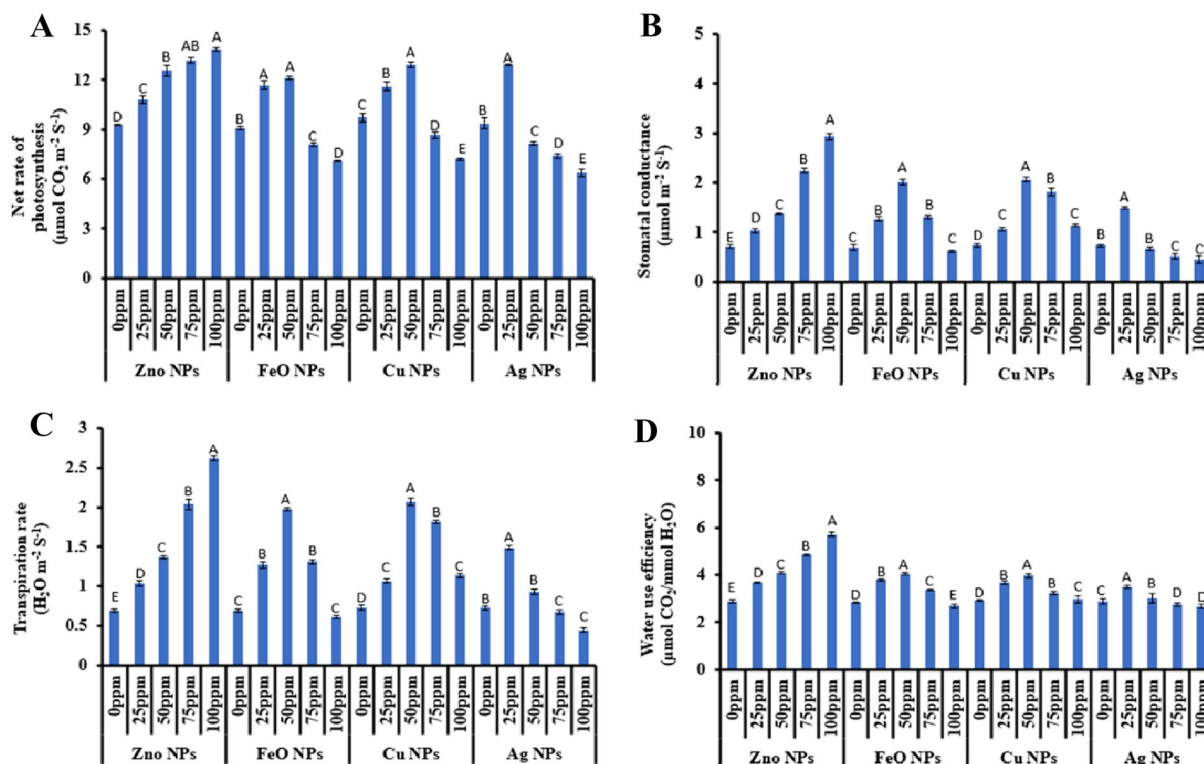 A
Net rate of
photosynthesis
(µmol CO₂ m⁻² S⁻¹)
15
12
9
6
3
0
D C B AB A B A A C D C B A D E B A C D E
0ppm 25ppm 50ppm 75ppm 100ppm 0ppm 25ppm 50ppm 75ppm 100ppm 0ppm 25ppm 50ppm 75ppm 100ppm 0ppm 25ppm 50ppm 75ppm 100ppm
Zno NPs FeO NPs Cu NPs Ag NPs
B
Stomatal conductance
(µmol m⁻² S⁻¹)
5
4
3
2
1
0
E D C B A C B A B C D C A B C B A B C C
0ppm 25ppm 50ppm 75ppm 100ppm 0ppm 25ppm 50ppm 75ppm 100ppm 0ppm 25ppm 50ppm 75ppm 100ppm 0ppm 25ppm 50ppm 75ppm 100ppm
Zno NPs FeO NPs Cu NPs Ag NPs
C
Transpiration rate
(H₂O m⁻² S⁻¹)
3
2.5
2
1.5
1
0.5
0
E D C B A C B A B C D C A B C B A B C C
0ppm 25ppm 50ppm 75ppm 100ppm 0ppm 25ppm 50ppm 75ppm 100ppm 0ppm 25ppm 50ppm 75ppm 100ppm 0ppm 25ppm 50ppm 75ppm 100ppm
Zno NPs FeO NPs Cu NPs Ag NPs
D
Water use efficiency
(µmol CO₂/mmol H₂O)
10
8
6
4
2
0
E D C B A D B A C E D B A C D C A B D D
0ppm 25ppm 50ppm 75ppm 100ppm 0ppm 25ppm 50ppm 75ppm 100ppm 0ppm 25ppm 50ppm 75ppm 100ppm 0ppm 25ppm 50ppm 75ppm 100ppm
Zno NPs FeO NPs Cu NPs Ag NPs